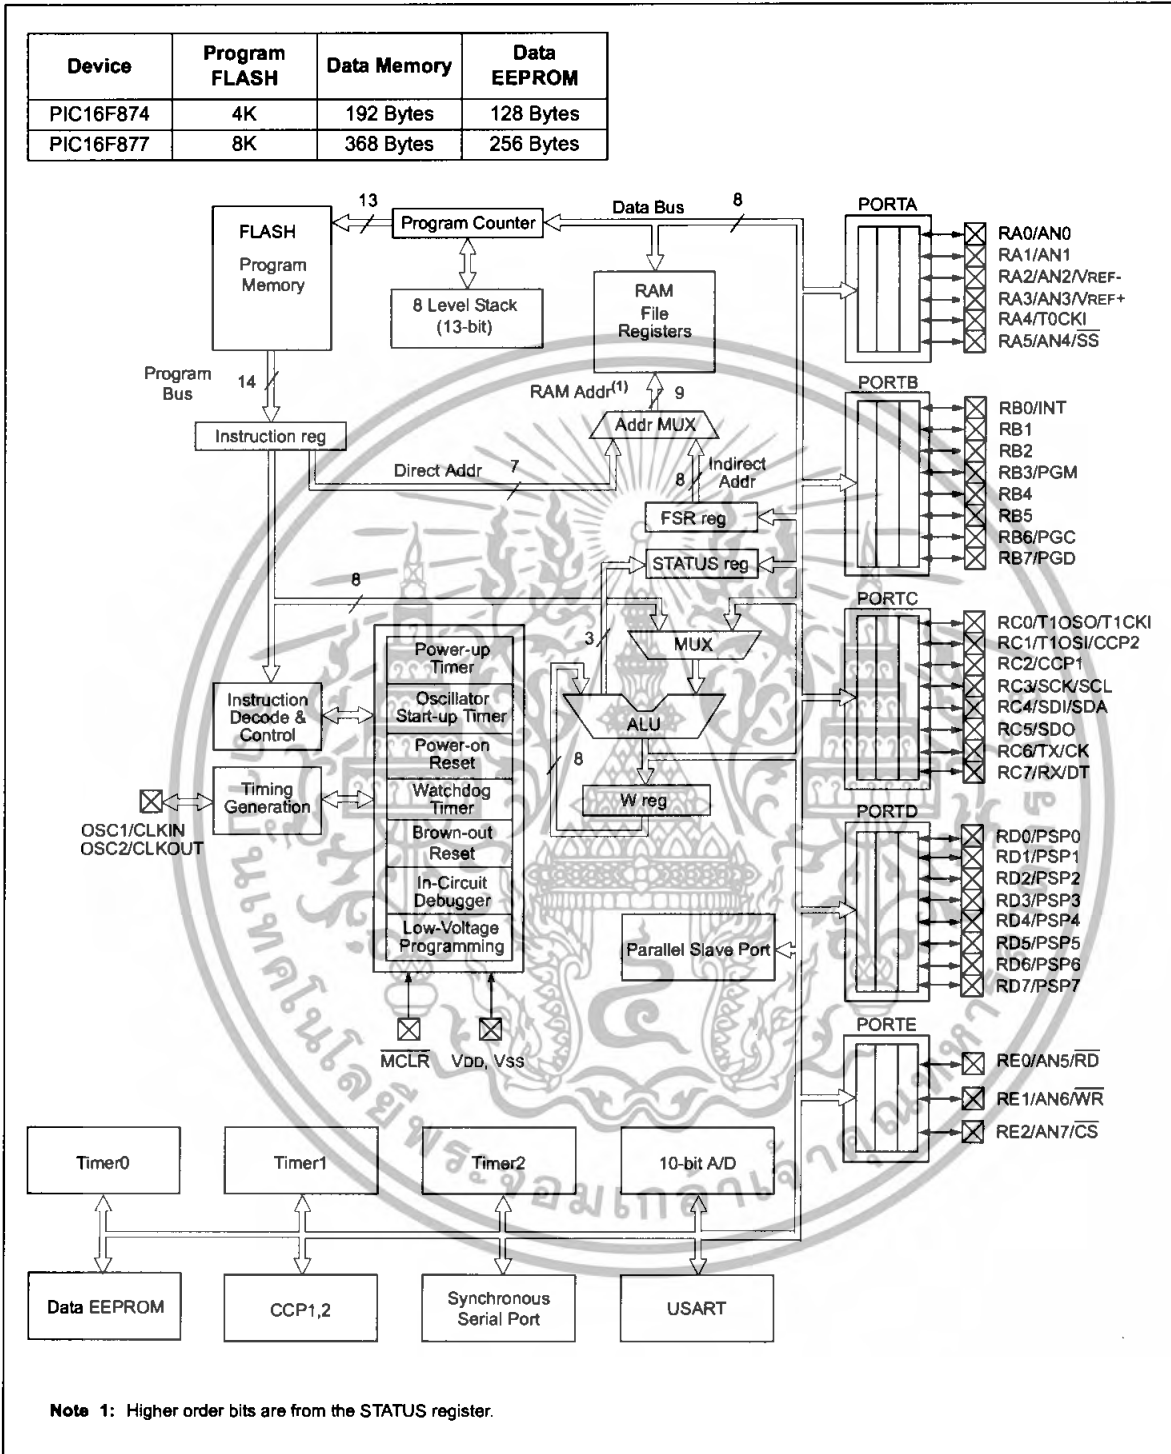 Device Program FLASH Data Memory Data EEPROM
PIC16F874 4K 192 Bytes 128 Bytes
PIC16F877 8K 368 Bytes 256 Bytes
FLASH
Program
Memory
13
Program Counter
Data Bus
8
8 Level Stack
(13-bit)
RAM
File
Registers
Program
Bus
14
RAM Addr(1)
9
Addr MUX
Instruction reg
Direct Addr
7
8
Indirect
Addr
FSR reg
STATUS reg
8
3
MUX
ALU
8
W reg
Power-up
Timer
Oscillator
Start-up Timer
Power-on
Reset
Watchdog
Timer
Brown-out
Reset
In-Circuit
Debugger
Low-Voltage
Programming
Instruction
Decode &
Control
Timing
Generation
OSC1/CLKIN
OSC2/CLKOUT
MCLR
VDD, VSS
Parallel Slave Port
PORTA
RA0/AN0
RA1/AN1
RA2/AN2/VREF-
RA3/AN3/VREF+
RA4/T0CKI
RA5/AN4/SS
PORTB
RB0/INT
RB1
RB2
RB3/PGM
RB4
RB5
RB6/PGC
RB7/PGD
PORTC
RC0/T1OSO/T1CKI
RC1/T1OSI/CCP2
RC2/CCP1
RC3/SCK/SCL
RC4/SDI/SDA
RC5/SDO
RC6/TX/CK
RC7/RX/DT
PORTD
RD0/PSP0
RD1/PSP1
RD2/PSP2
RD3/PSP3
RD4/PSP4
RD5/PSP5
RD6/PSP6
RD7/PSP7
PORTE
RE0/AN5/RD
RE1/AN6/WR
RE2/AN7/CS
Timer0
Timer1
Timer2
10-bit A/D
Data EEPROM
CCP1,2
Synchronous
Serial Port
USART
Note 1: Higher order bits are from the STATUS register.